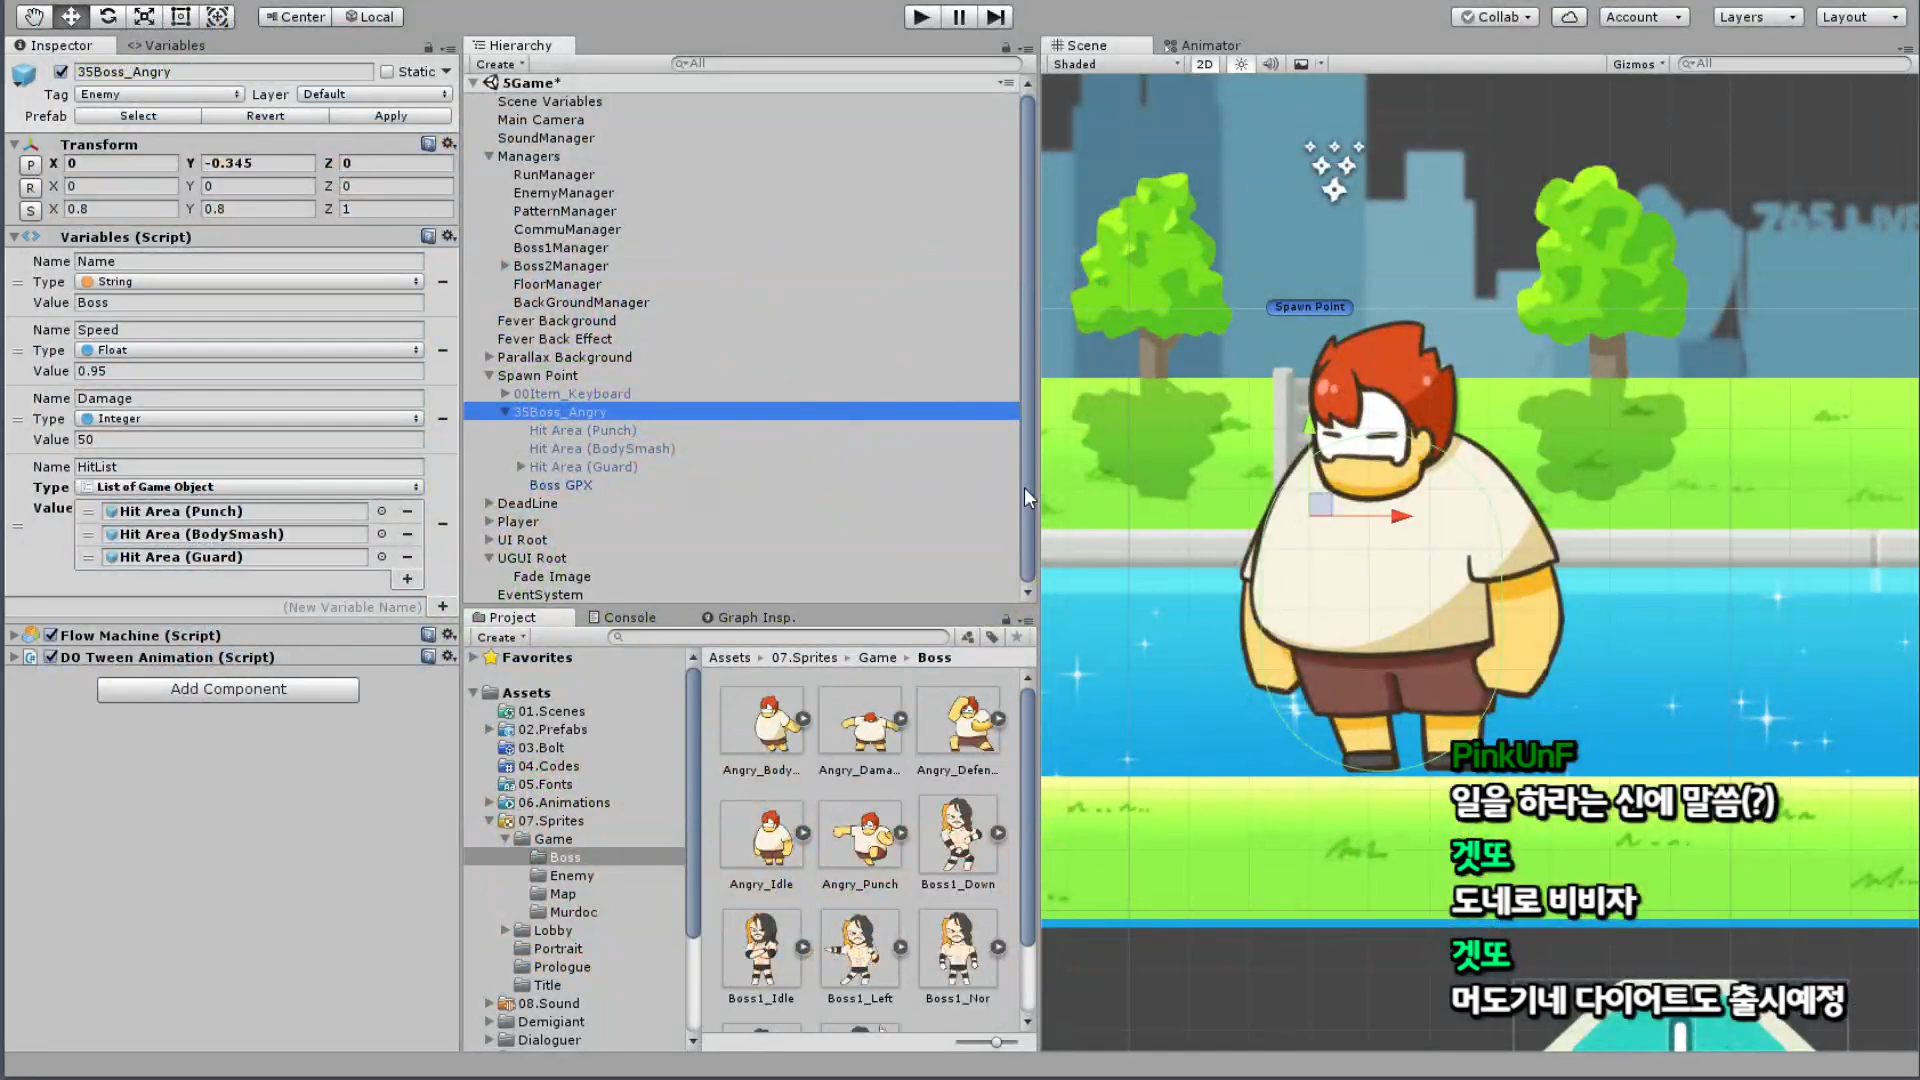 Center
Local
Collab
Account
Layers
Layout
Inspector
<> Variables
35Boss_Angry
Static
Tag
Enemy
Layer
Default
Prefab
Select
Revert
Apply
Transform
P X 0 Y -0.345 Z 0
R X 0 Y 0 Z 0
S X 0.8 Y 0.8 Z 1
Variables (Script)
Name Name
Type String
Value Boss
Name Speed
Type Float
Value 0.95
Name Damage
Type Integer
Value 50
Name HitList
Type List of Game Object
Value Hit Area (Punch)
Hit Area (BodySmash)
Hit Area (Guard)
(New Variable Name)
Flow Machine (Script)
DO Tween Animation (Script)
Add Component
Hierarchy
Create
All
5Game*
Scene Variables
Main Camera
SoundManager
Managers
RunManager
EnemyManager
PatternManager
CommuManager
Boss1Manager
Boss2Manager
FloorManager
BackGroundManager
Fever Background
Fever Back Effect
Parallax Background
Spawn Point
00Item_Keyboard
35Boss_Angry
Hit Area (Punch)
Hit Area (BodySmash)
Hit Area (Guard)
Boss GPX
DeadLine
Player
UI Root
UGUI Root
Fade Image
EventSystem
Project
Console
Graph Insp.
Create
Favorites
Assets
01.Scenes
02.Prefabs
03.Bolt
04.Codes
05.Fonts
06.Animations
07.Sprites
Game
Boss
Enemy
Map
Murdoc
Lobby
Portrait
Prologue
Title
08.Sound
Demigiant
Dialoguer
Assets
07.Sprites
Game
Boss
Angry_Body...
Angry_Dama...
Angry_Defen...
Angry_Idle
Angry_Punch
Boss1_Down
Boss1_Idle
Boss1_Left
Boss1_Nor
Scene
Animator
Shaded
2D
Gizmos
All
765 LIVE
Spawn Point
PinkUnF
일을 하라는 신에 말씀(?)
겟또
도네로 비비자
겟또
머도기네 다이어트도 출시예정